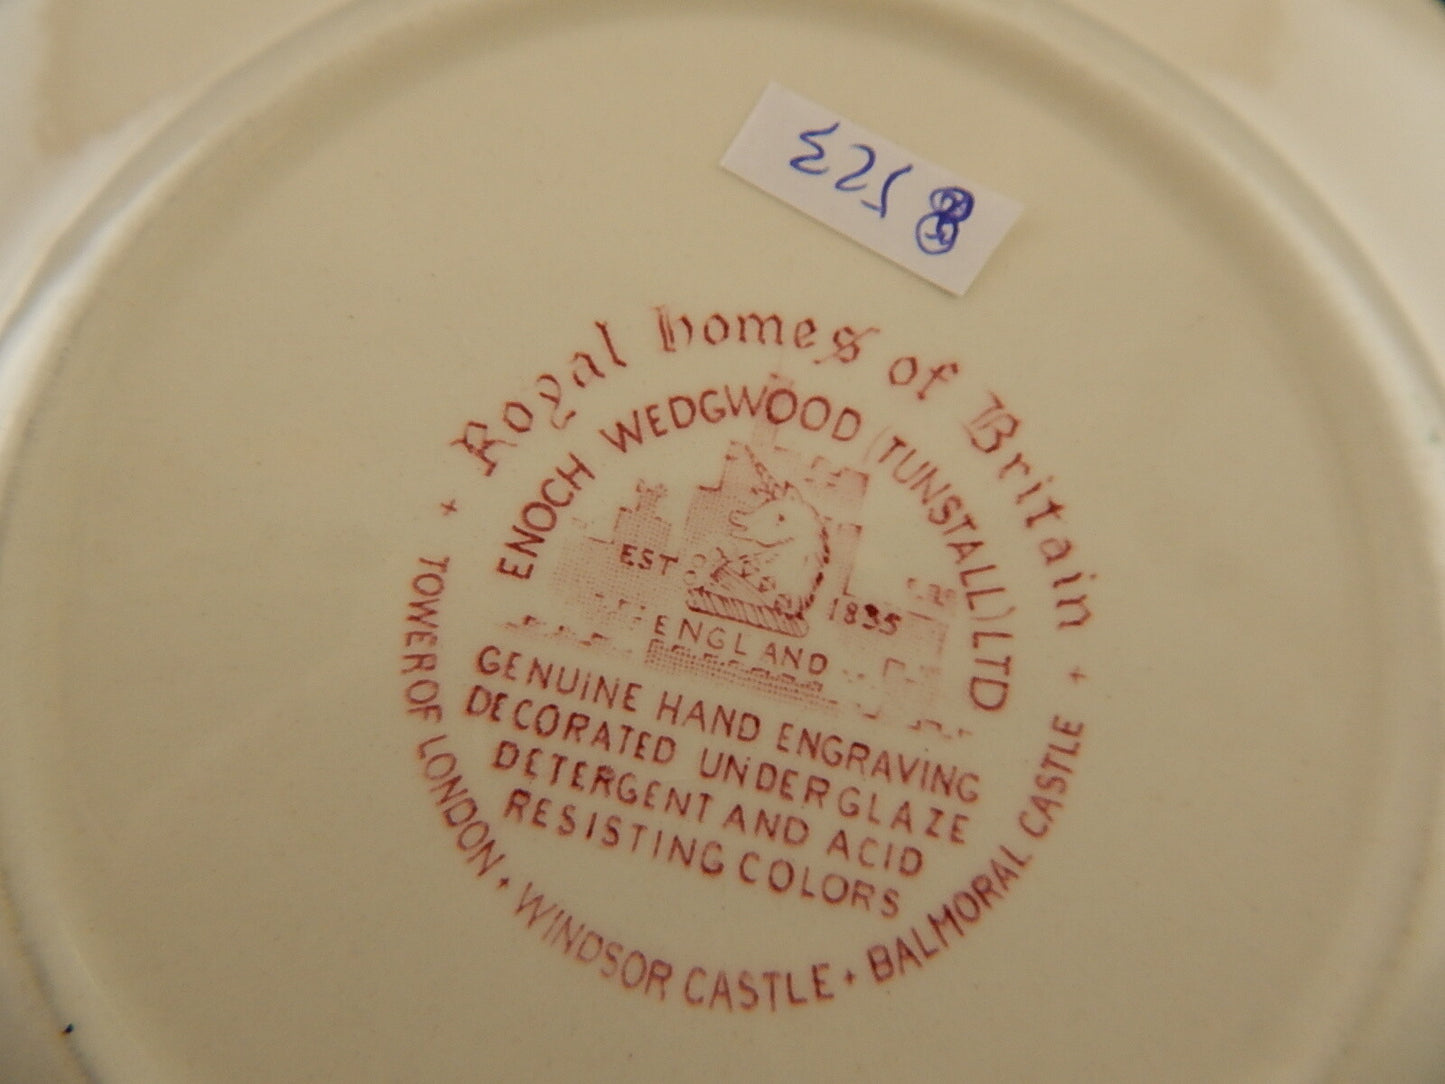 Royal homes of Britain
ENOCH WEDGWOOD (TUNSTALL) LTD
EST 1835
ENGLAND
GENUINE HAND ENGRAVING
DECORATED UNDERGLAZE
DETERGENT AND ACID
RESISTING COLORS
TOWER OF LONDON • WINDSOR CASTLE • BALMORAL CASTLE